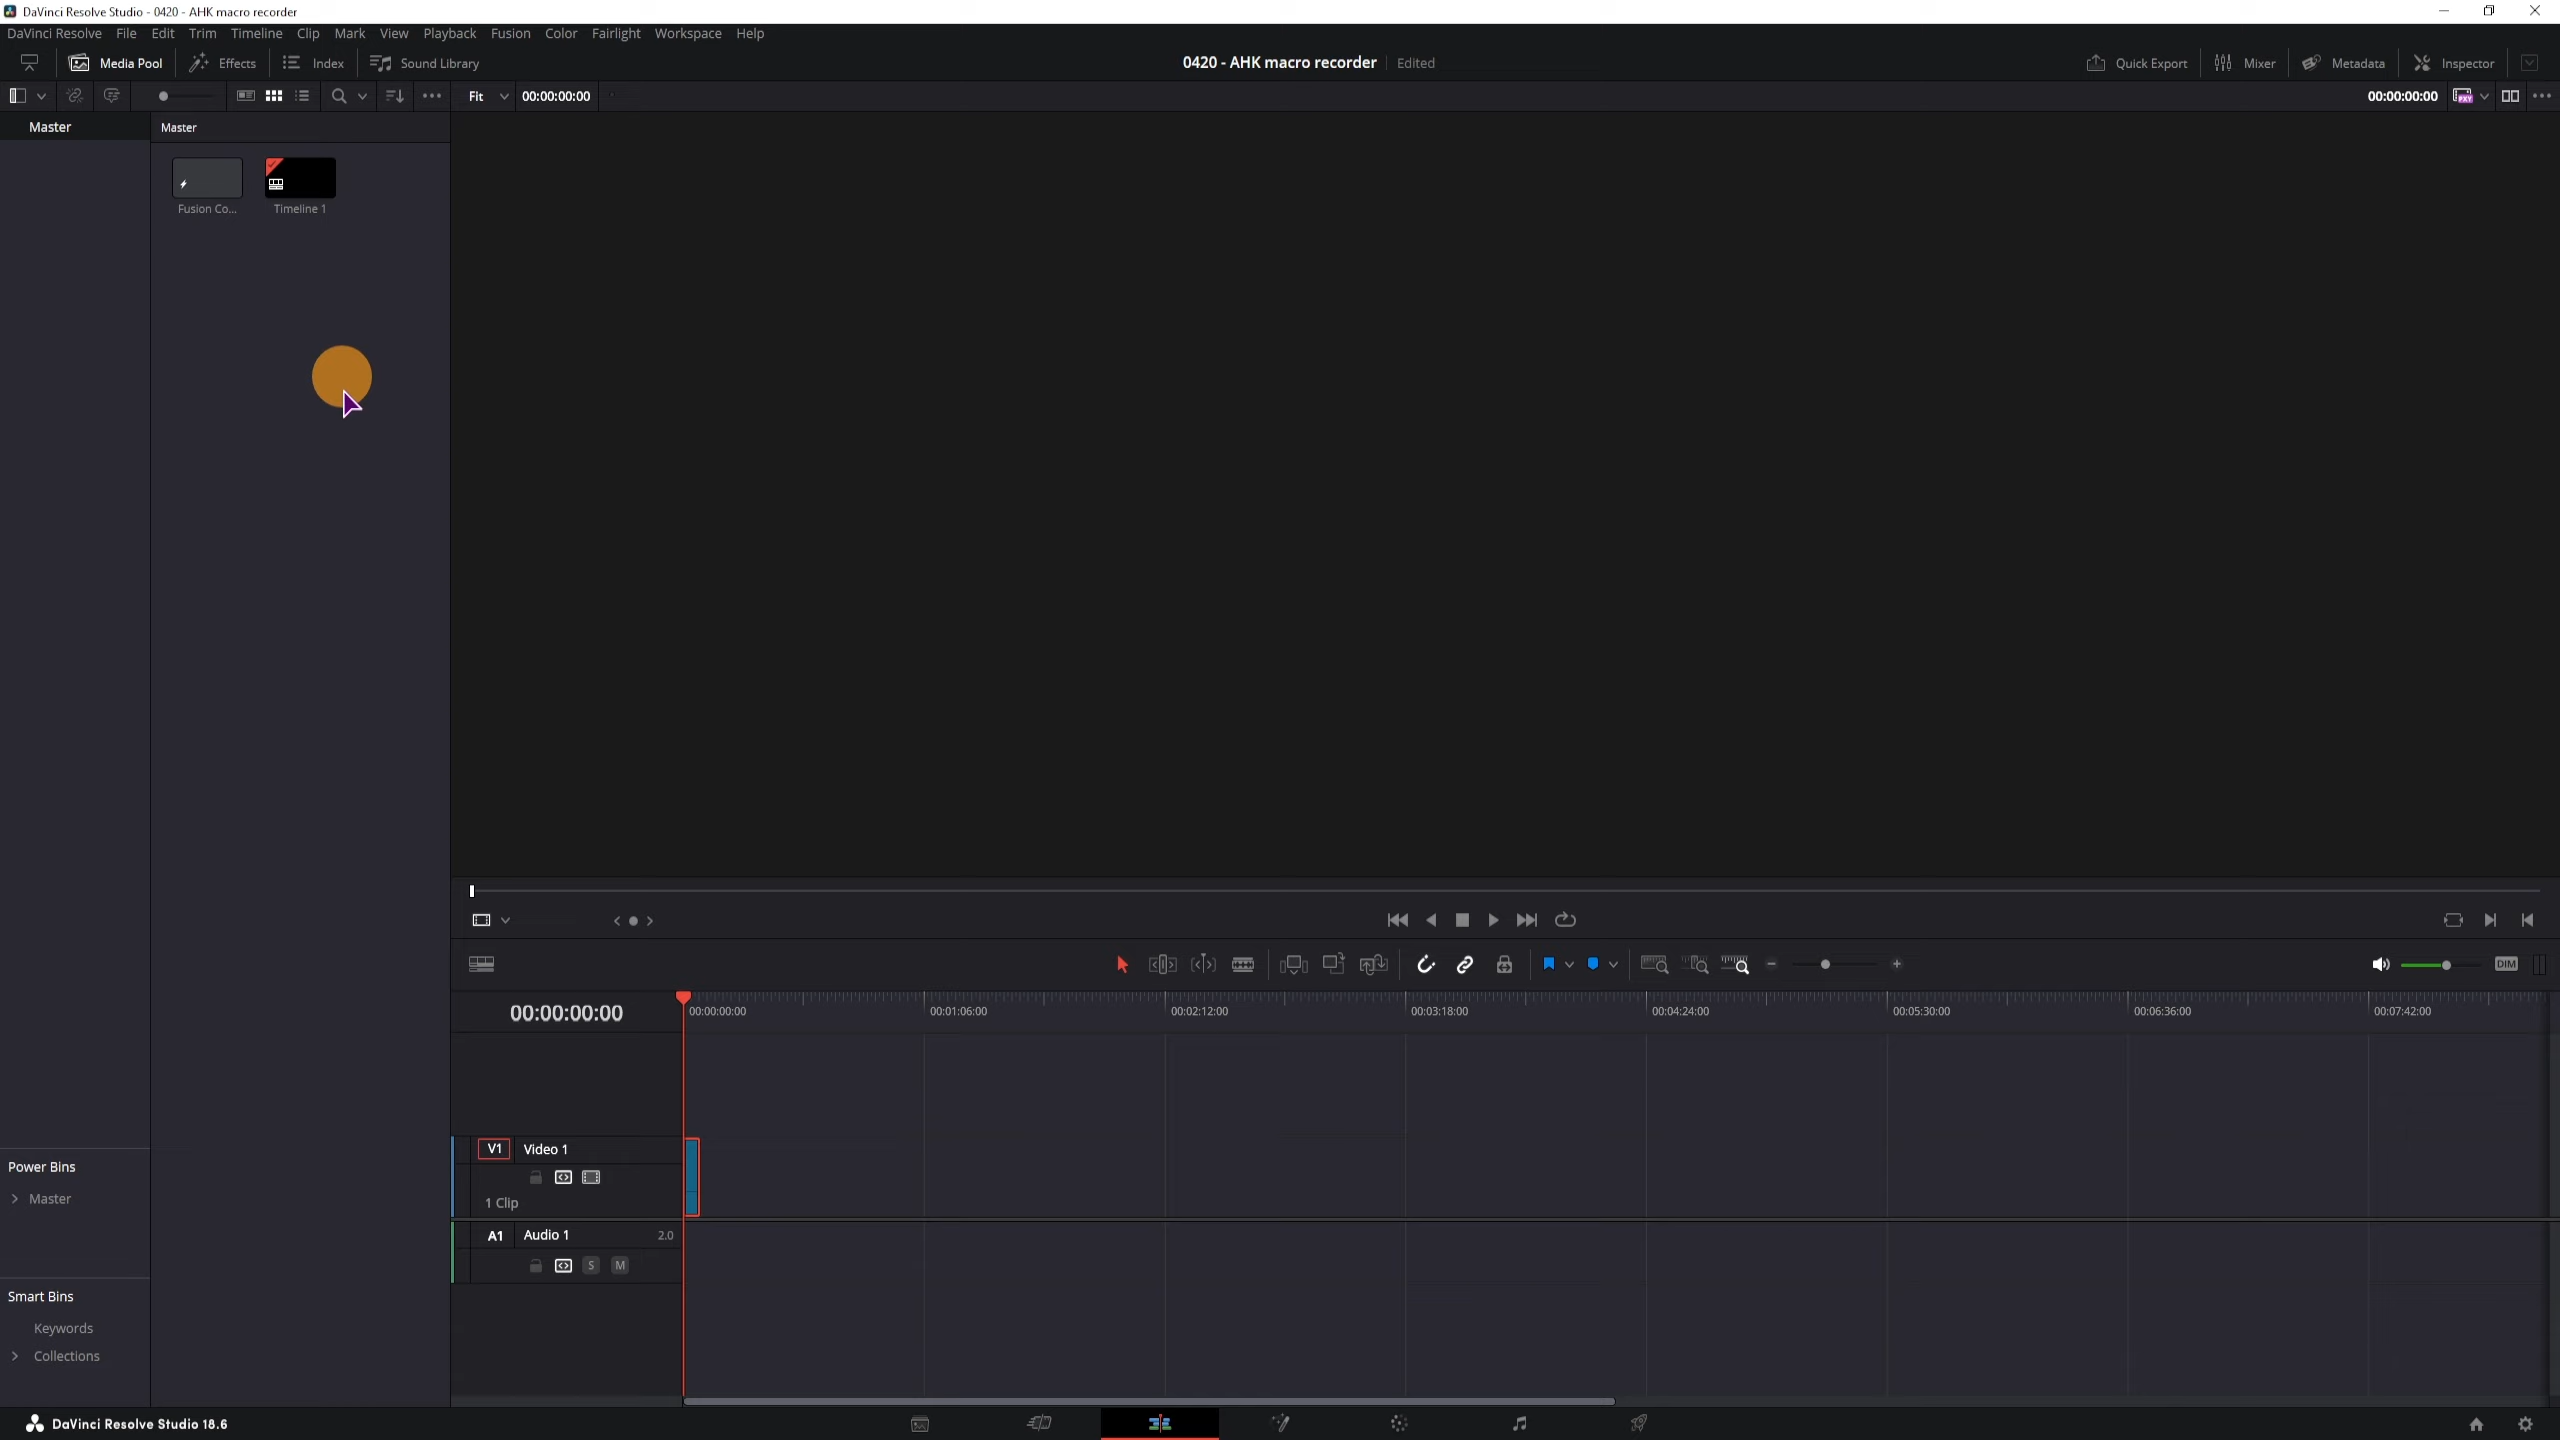 DaVinci Resolve Studio - 0420 - AHK macro recorder
DaVinci Resolve File Edit Trim Timeline Clip Mark View Playback Fusion Color Fairlight Workspace Help
Media Pool Effects Index Sound Library 0420 - AHK macro recorder Edited Quick Export Mixer Metadata Inspector
Fit 00:00:00:00 00:00:00:00 PXY
Master Master
Fusion Co... Timeline 1
DIM
00:00:00:00 00:00:00:00 00:01:06:00 00:02:12:00 00:03:18:00 00:04:24:00 00:05:30:00 00:06:36:00 00:07:42:00
V1 Video 1
1 Clip
A1 Audio 1 2.0
S M
Power Bins
Master
Smart Bins
Keywords
Collections
DaVinci Resolve Studio 18.6